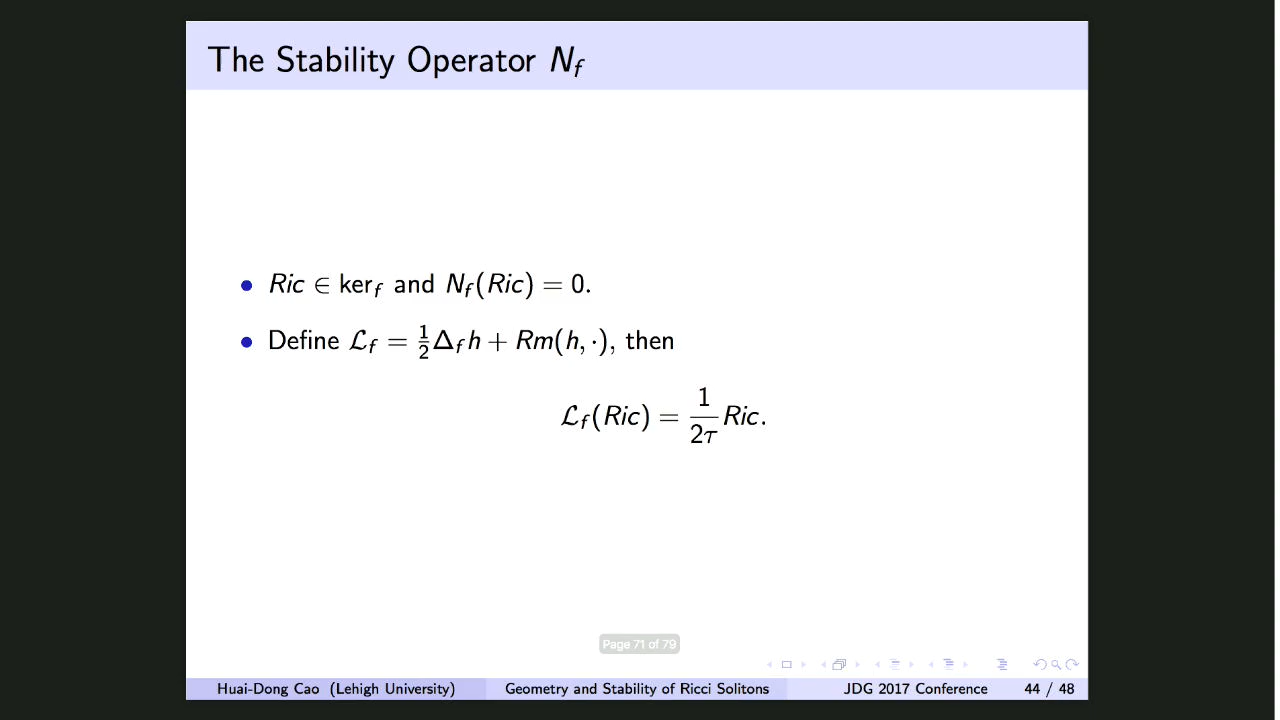 The Stability Operator N_f
• Ric ∈ ker_f and N_f(Ric) = 0.
• Define ℒ_f = ½Δ_f h + Rm(h, ·), then
ℒ_f(Ric) = 1/(2τ) Ric.
Page 71 of 79
Huai-Dong Cao (Lehigh University) Geometry and Stability of Ricci Solitons JDG 2017 Conference 44 / 48